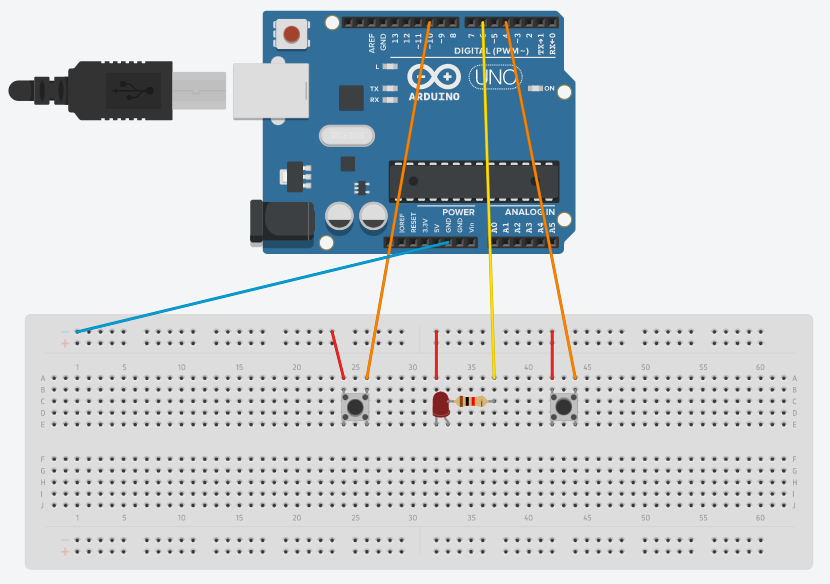 AREF
GND
13
12
~11
~10
~9
8
7
~5
~3
2
TX→1
RX←0
DIGITAL (PWM~)
L
TX
RX
UNO
ARDUINO
ON
POWER
ANALOG IN
IOREF
RESET
3.3V
5V
GND
GND
Vin
A0
A1
A2
A3
A4
A5
1 5 10 15 20 25 30 35 40 45 50 55 60
A A
B B
C C
D D
E E
F F
G G
H H
I I
J J
1 5 10 15 20 25 30 35 40 45 50 55 60